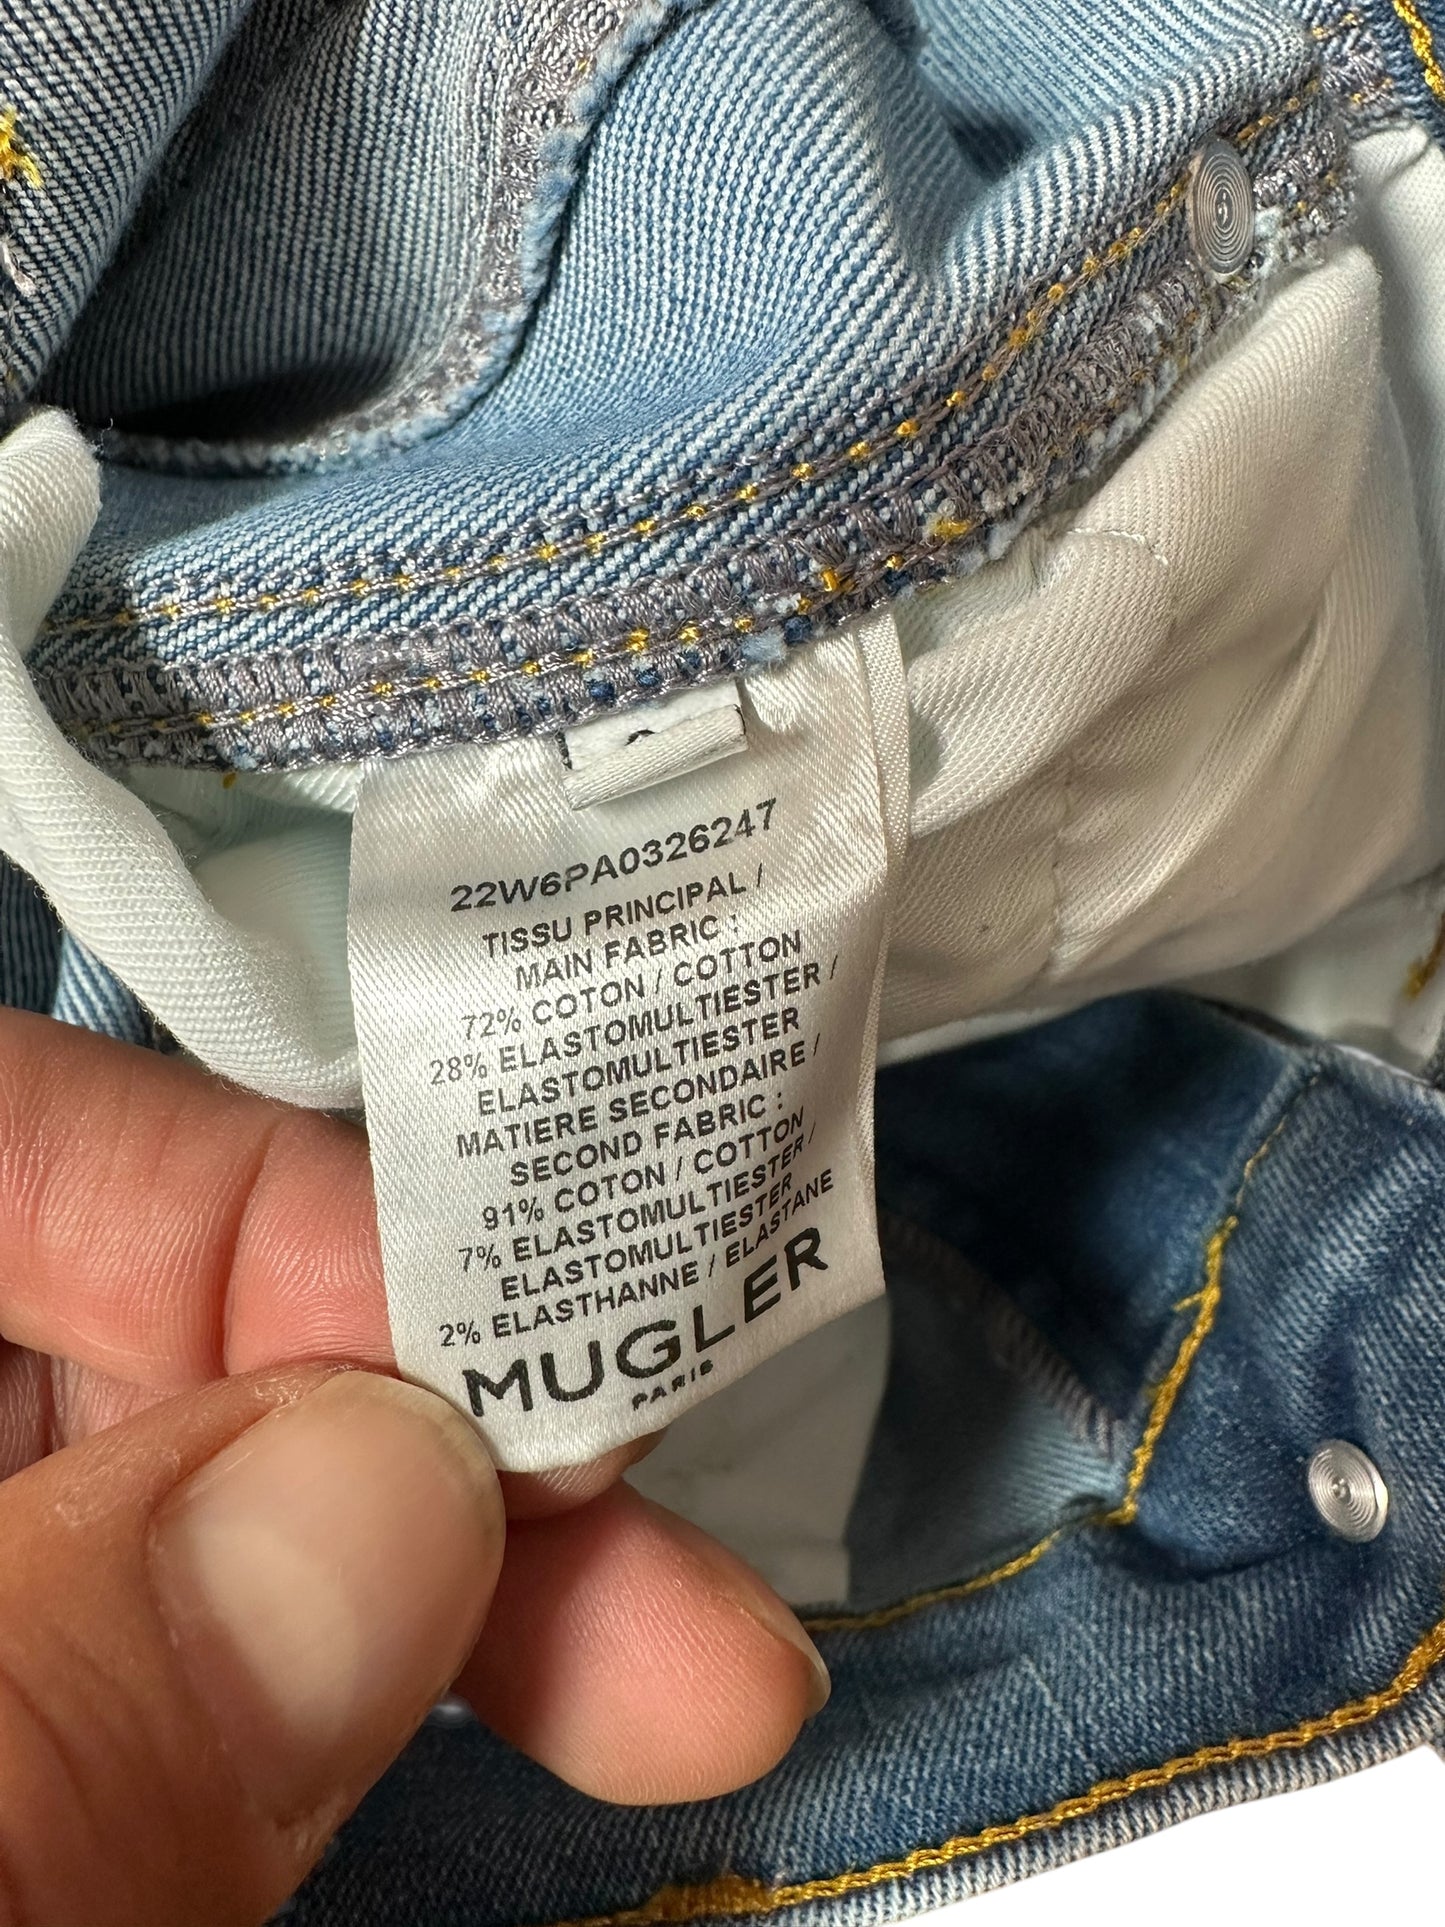 22W6PA0326247
TISSU PRINCIPAL /
MAIN FABRIC :
72% COTON / COTTON
28% ELASTOMULTIESTER /
ELASTOMULTIESTER
MATIERE SECONDAIRE /
SECOND FABRIC :
91% COTON / COTTON
7% ELASTOMULTIESTER /
ELASTOMULTIESTER
2% ELASTHANNE / ELASTANE
MUGLER
PARIS